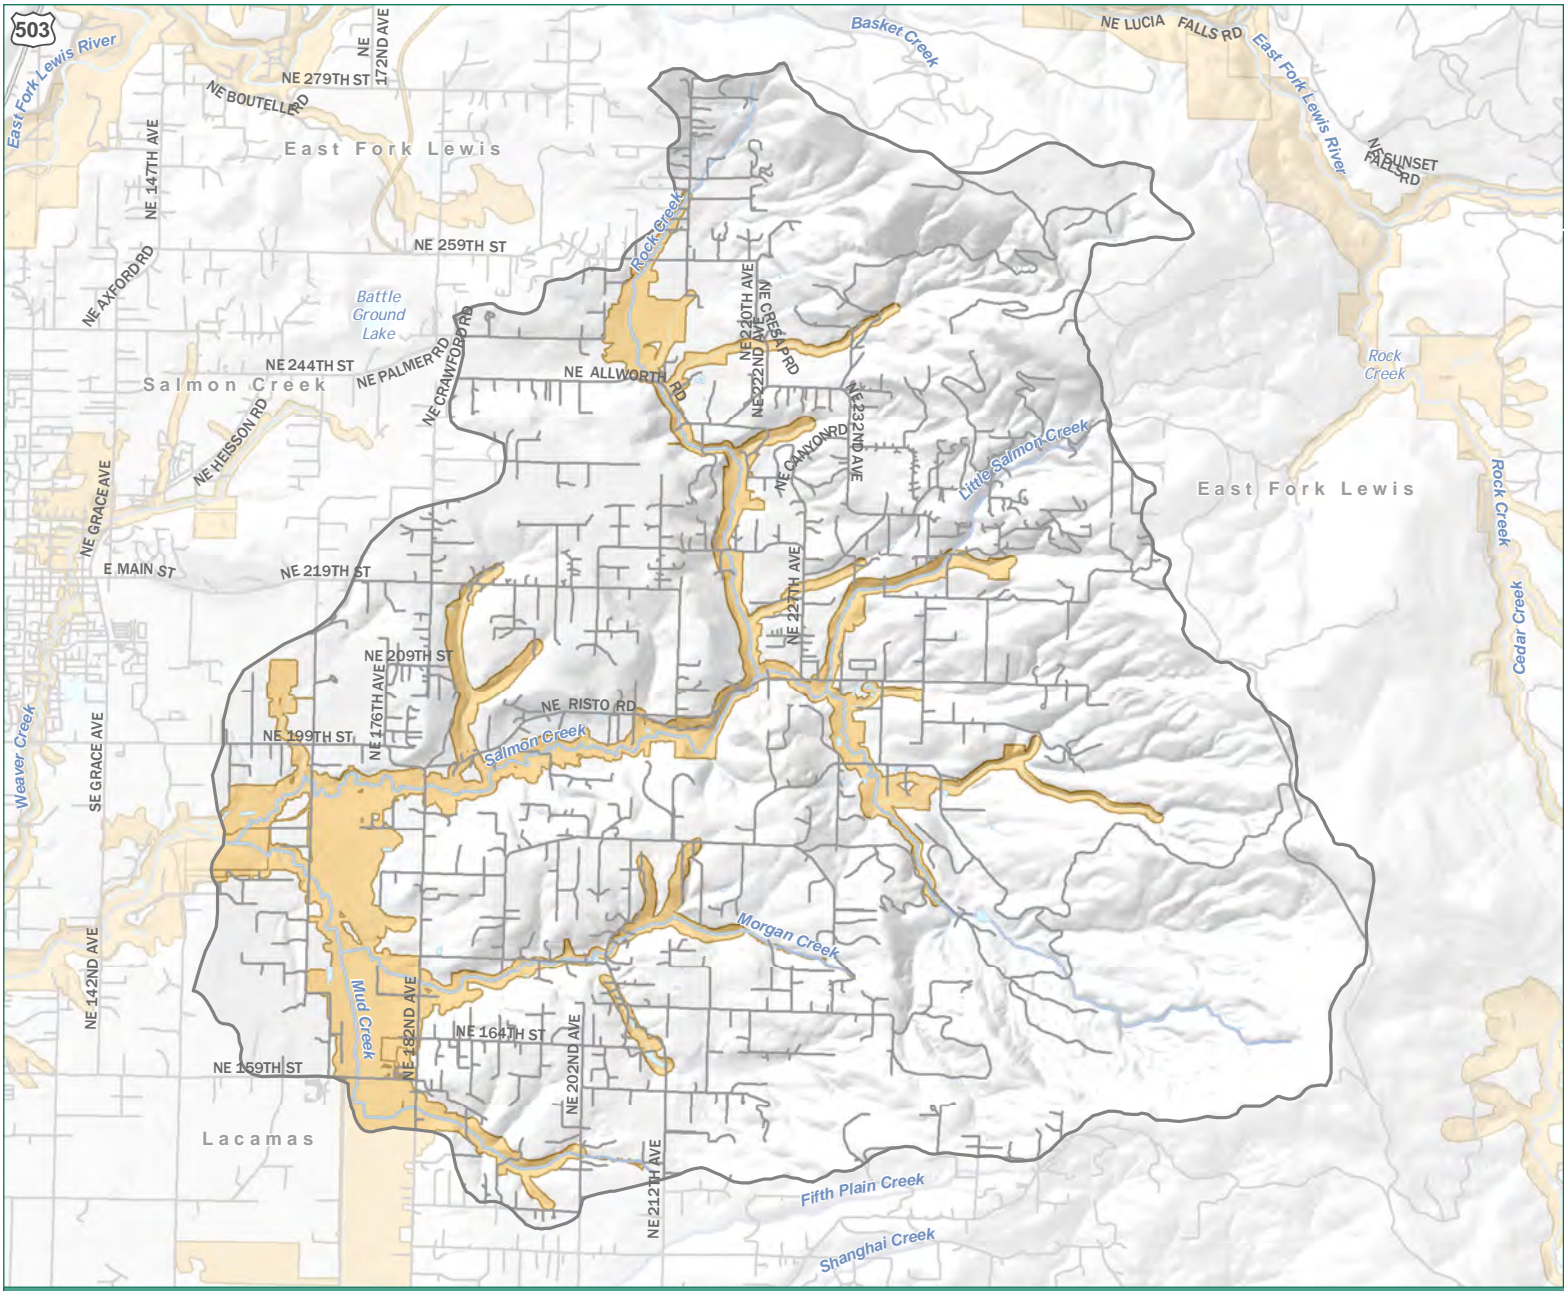 503
East Fork Lewis River
NE 279TH ST
NE
172ND AVE
NE BOUTELL RD
Basket Creek
NE LUCIA FALLS RD
East Fork Lewis River
NE SUNSET
FALLS RD
East Fork Lewis
NE 147TH AVE
NE 259TH ST
NE AXFORD RD
Rock Creek
Battle
Ground
Lake
NE 220TH AVE
NE CRESAP RD
NE 222ND AVE
NE 244TH ST
NE PALMER RD
NE CRAWFORD RD
NE ALLWORTH RD
Salmon Creek
NE HEISSON RD
Rock
Creek
NE 232ND AVE
NE CANYON RD
Little Salmon Creek
East Fork Lewis
Rock Creek
NE GRACE AVE
E MAIN ST
NE 219TH ST
NE 227TH AVE
Cedar Creek
NE 209TH ST
NE 176TH AVE
NE RISTO RD
NE 199TH ST
Salmon Creek
Weaver Creek
SE GRACE AVE
Morgan Creek
NE 142ND AVE
Mud Creek
NE 182ND AVE
NE 164TH ST
NE 202ND AVE
NE 159TH ST
Lacamas
NE 212TH AVE
Fifth Plain Creek
Shanghai Creek